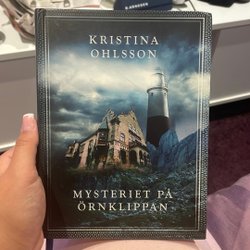 KRISTINA
OHLSSON
MYSTERIET PÅ
ÖRNKLIPPAN